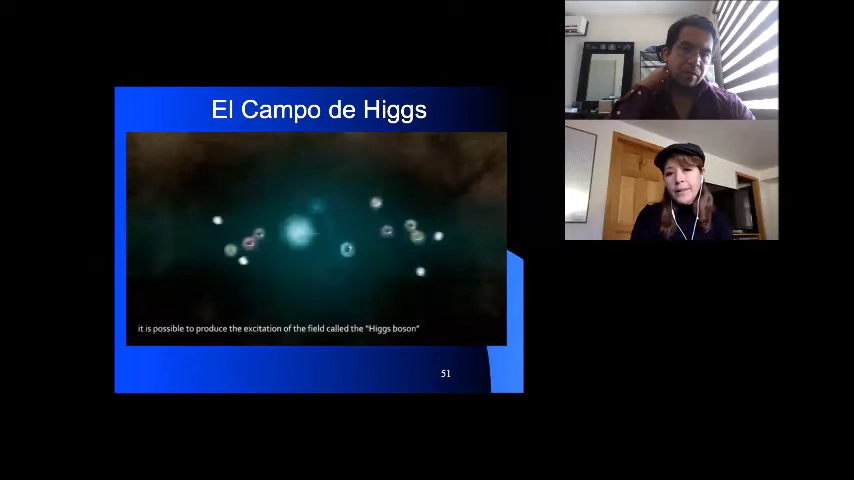 El Campo de Higgs
it is possible to produce the excitation of the field called the "Higgs boson"
51